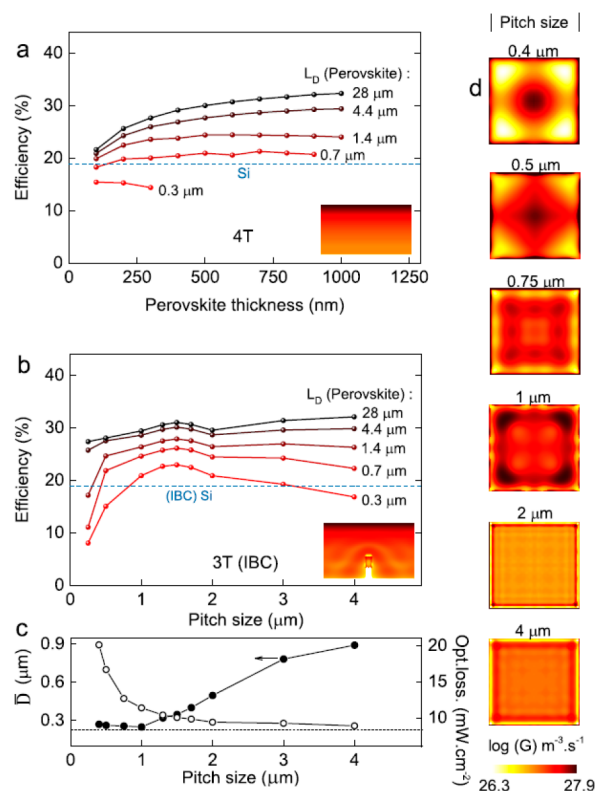 Pitch size
a
d
0.4 μm
L_D (Perovskite) :
28 μm
4.4 μm
1.4 μm
0.7 μm
0.3 μm
Si
4T
Efficiency (%)
40
30
20
10
0
0 250 500 750 1000 1250
Perovskite thickness (nm)
0.5 μm
0.75 μm
b
L_D (Perovskite) :
28 μm
4.4 μm
1.4 μm
0.7 μm
0.3 μm
(IBC) Si
3T (IBC)
Efficiency (%)
40
30
20
10
0
0 1 2 3 4
Pitch size (μm)
1 μm
2 μm
c
D̅ (μm)
0.9
0.6
0.3
20
15
10
5
Opt.loss. (mW.cm⁻²)
0 1 2 3 4
Pitch size (μm)
4 μm
log (G) m⁻³.s⁻¹
26.3 27.9